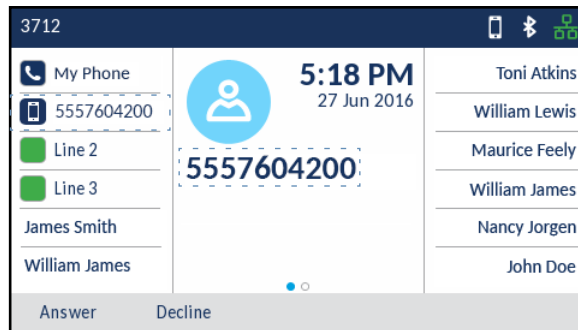 3712
My Phone
5557604200
Line 2
Line 3
James Smith
William James
5:18 PM
27 Jun 2016
5557604200
Toni Atkins
William Lewis
Maurice Feely
William James
Nancy Jorgen
John Doe
Answer
Decline